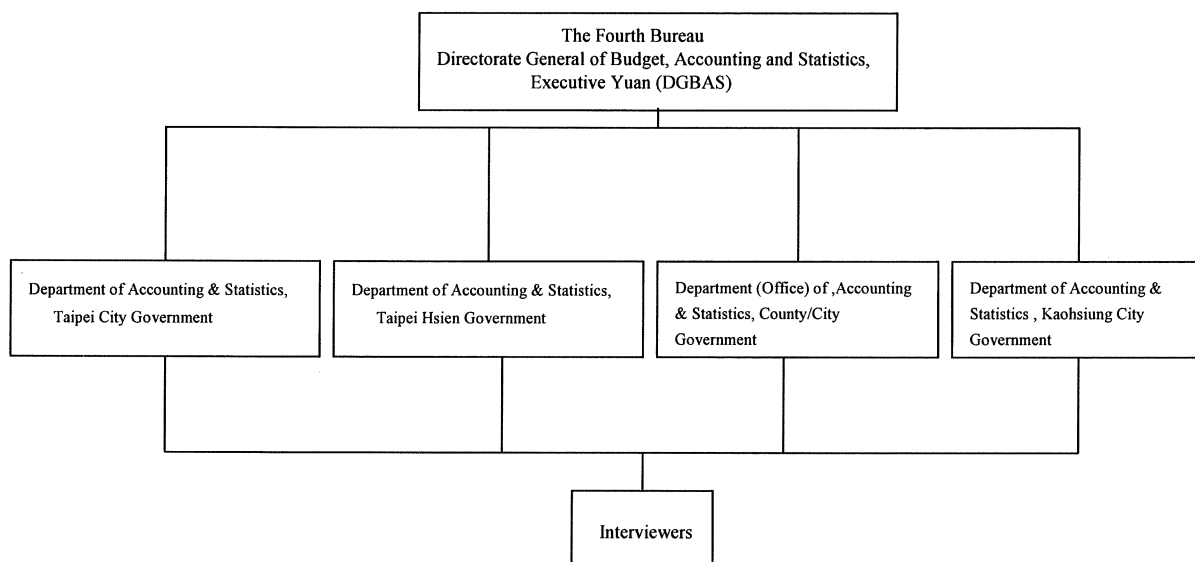 The Fourth Bureau
Directorate General of Budget, Accounting and Statistics,
Executive Yuan (DGBAS)
Department of Accounting & Statistics,
Taipei City Government
Department of Accounting & Statistics,
Taipei Hsien Government
Department (Office) of ,Accounting
& Statistics, County/City
Government
Department of Accounting &
Statistics , Kaohsiung City
Government
Interviewers